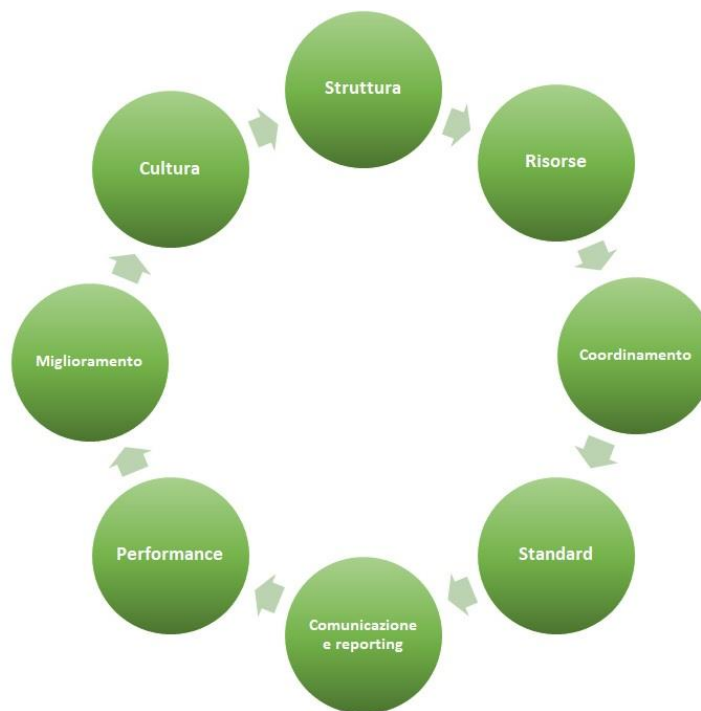 Struttura
Risorse
Coordinamento
Standard
Comunicazione
e reporting
Performance
Miglioramento
Cultura